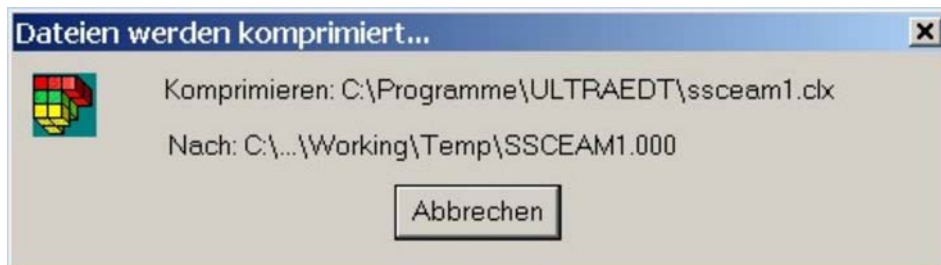 Dateien werden komprimiert...
Komprimieren: C:\Programme\ULTRAEDT\ssceam1.clx
Nach: C:\...\Working\Temp\SSCEAM1.000
Abbrechen